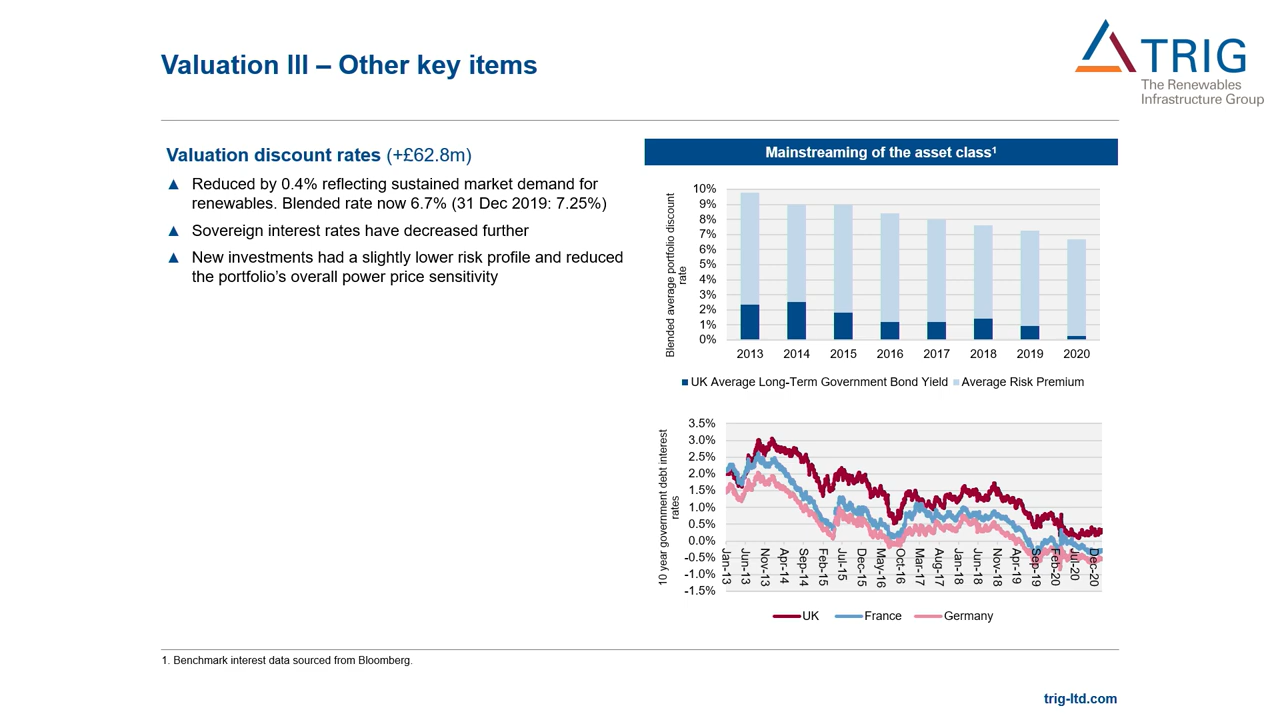 Valuation III – Other key items
TRIG
The Renewables
Infrastructure Group
Valuation discount rates (+£62.8m)
▲ Reduced by 0.4% reflecting sustained market demand for
renewables. Blended rate now 6.7% (31 Dec 2019: 7.25%)
▲ Sovereign interest rates have decreased further
▲ New investments had a slightly lower risk profile and reduced
the portfolio's overall power price sensitivity
Mainstreaming of the asset class¹
Blended average portfolio discount
rate
10%
9%
8%
7%
6%
5%
4%
3%
2%
1%
0%
2013 2014 2015 2016 2017 2018 2019 2020
UK Average Long-Term Government Bond Yield Average Risk Premium
10 year government debt interest
rates
3.5%
3.0%
2.5%
2.0%
1.5%
1.0%
0.5%
0.0%
-0.5%
-1.0%
-1.5%
Jan-13 Jun-13 Nov-13 Apr-14 Sep-14 Feb-15 Jul-15 Dec-15 May-16 Oct-16 Mar-17 Aug-17 Jan-18 Jun-18 Nov-18 Apr-19 Sep-19 Feb-20 Jul-20 Dec-20
UK France Germany
1. Benchmark interest data sourced from Bloomberg.
trig-ltd.com